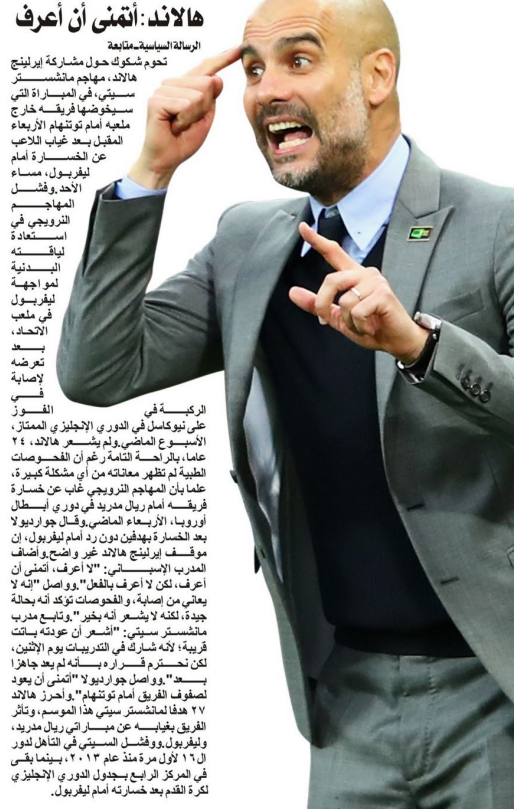 هالاند: أتمنى أن أعرف
الرسالة السياسية_متابعة
تحوم شكوك حول مشاركة إيرلينج
هالاند، مهاجم مانشستر
سيتي، في المباراة التي
سيخوضها فريقه خارج
ملعبه أمام توتنهام الأربعاء
المقبل بعد غياب اللاعب
عن الخسارة أمام
ليفربول، مساء
الأحد.وفشل
المهاجم
النرويجي في
استعادة
لياقته
البدنية
لمواجهة
ليفربول
في ملعب
الاتحاد،
بعد
تعرضه
لإصابة
في
الركبة في الفوز
على نيوكاسل في الدوري الإنجليزي الممتاز،
الأسبوع الماضي.ولم يشعر هالاند، ٢٤
عاما، بالراحة التامة رغم أن الفحوصات
الطبية لم تظهر معاناته من أي مشكلة كبيرة،
علما بأن المهاجم النرويجي غاب عن خسارة
فريقه أمام ريال مدريد في دوري أبطال
أوروبا، الأربعاء الماضي.وقال جوارديولا
بعد الخسارة بهدفين دون رد أمام ليفربول، إن
موقف إيرلينج هالاند غير واضح.وأضاف
المدرب الإسباني: "لا أعرف، أتمنى أن
أعرف، لكن لا أعرف بالفعل".وواصل "إنه لا
يعاني من إصابة، والفحوصات تؤكد أنه بحالة
جيدة، لكنه لا يشعر أنه بخير".وتابع مدرب
مانشستر سيتي: "أشعر أن عودته باتت
قريبة؛ لأنه شارك في التدريبات يوم الإثنين،
لكن نحترم قراره بأنه لم يعد جاهزا
بعد".وواصل جوارديولا "أتمنى أن يعود
لصفوف الفريق أمام توتنهام".وأحرز هالاند
٢٧ هدفا لمانشستر سيتي هذا الموسم، وتأثر
الفريق بغيابه عن مباراتي ريال مدريد،
وليفربول.ووفشل السيتي في التأهل لدور
ال١٦ لأول مرة منذ عام ٢٠١٣، بينما بقى
في المركز الرابع بجدول الدوري الإنجليزي
لكرة القدم بعد خسارته أمام ليفربول.